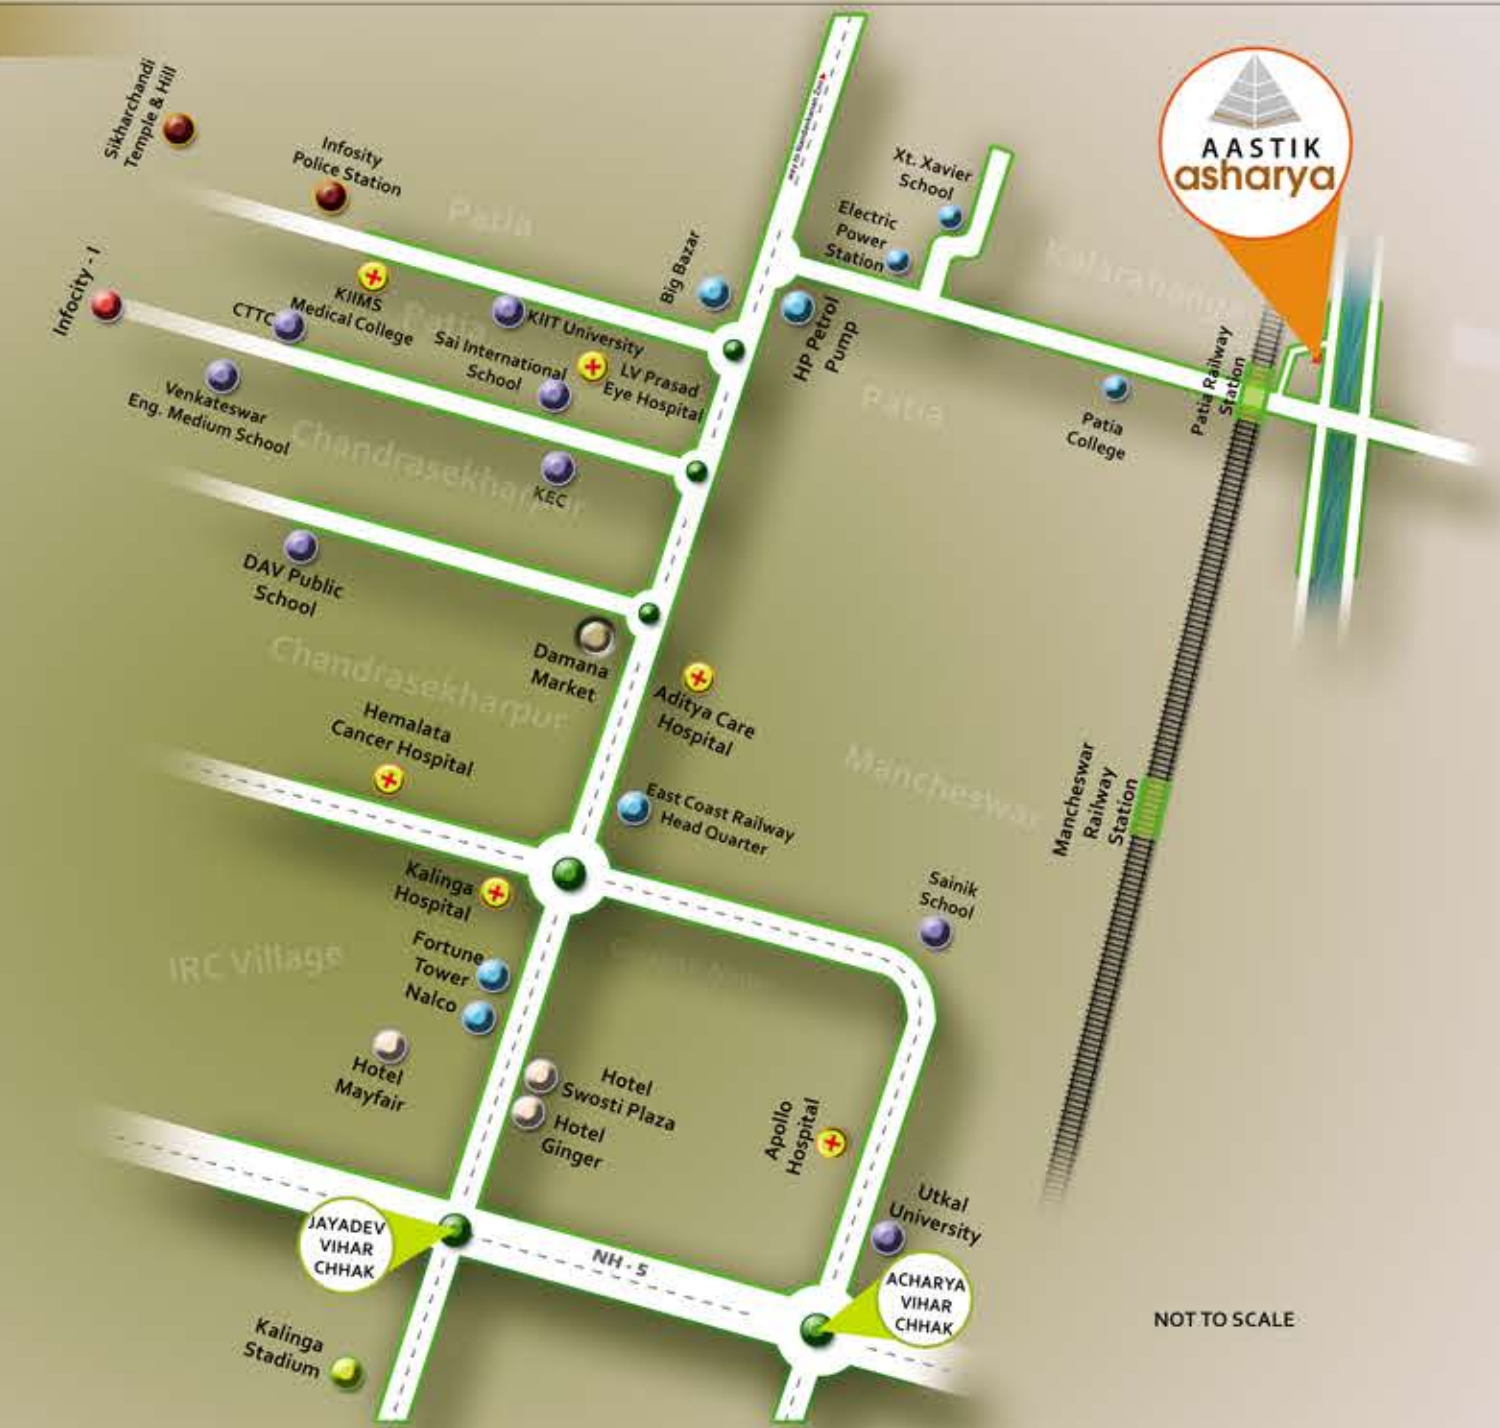 Sikharchandi
Temple & Hill
Infosity
Police Station
Patia
Way to Nandankanan Zoo
Xt. Xavier
School
Electric
Power
Station
AASTIK
asharya
Big Bazar
HP Petrol
Pump
Infocity - I
KIIMS
Medical College
CTTC
Patia
KIIT University
Sai International
School
LV Prasad
Eye Hospital
Venkateswar
Eng. Medium School
Chandrasekharpur
KEC
Patia
Patia
College
Patia Railway
Station
DAV Public
School
Damana
Market
Chandrasekharpur
Aditya Care
Hospital
Hemalata
Cancer Hospital
Mancheswar
Mancheswar
Railway
Station
East Coast Railway
Head Quarter
Kalinga
Hospital
Sainik
School
IRC Village
Fortune
Tower
Nalco
Hotel
Mayfair
Hotel
Swosti Plaza
Hotel
Ginger
Apollo
Hospital
Utkal
University
JAYADEV
VIHAR
CHHAK
NH - 5
ACHARYA
VIHAR
CHHAK
Kalinga
Stadium
NOT TO SCALE